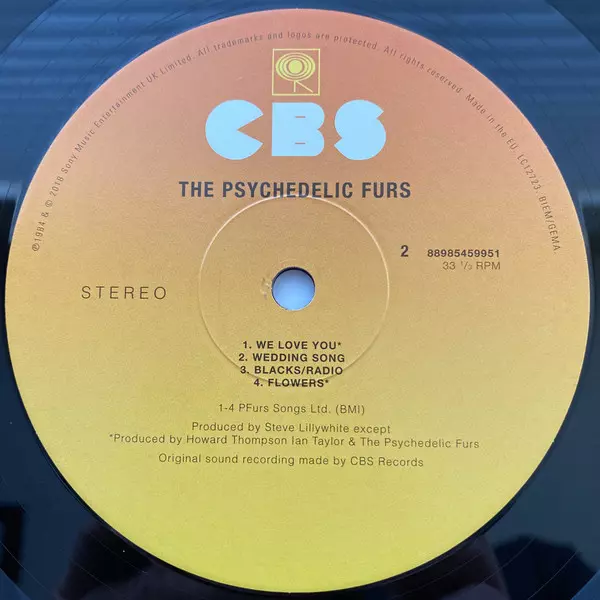 ℗1984 & © 2018 Sony Music Entertainment UK Limited. All trademarks and logos are protected. All rights reserved. Made in the EU. LC12723. BIEM/GEMA
CBS
THE PSYCHEDELIC FURS
2 88985459951
33 ⅓ RPM
STEREO
1. WE LOVE YOU*
2. WEDDING SONG
3. BLACKS/RADIO
4. FLOWERS*
1-4 PFurs Songs Ltd. (BMI)
Produced by Steve Lillywhite except
*Produced by Howard Thompson Ian Taylor & The Psychedelic Furs
Original sound recording made by CBS Records